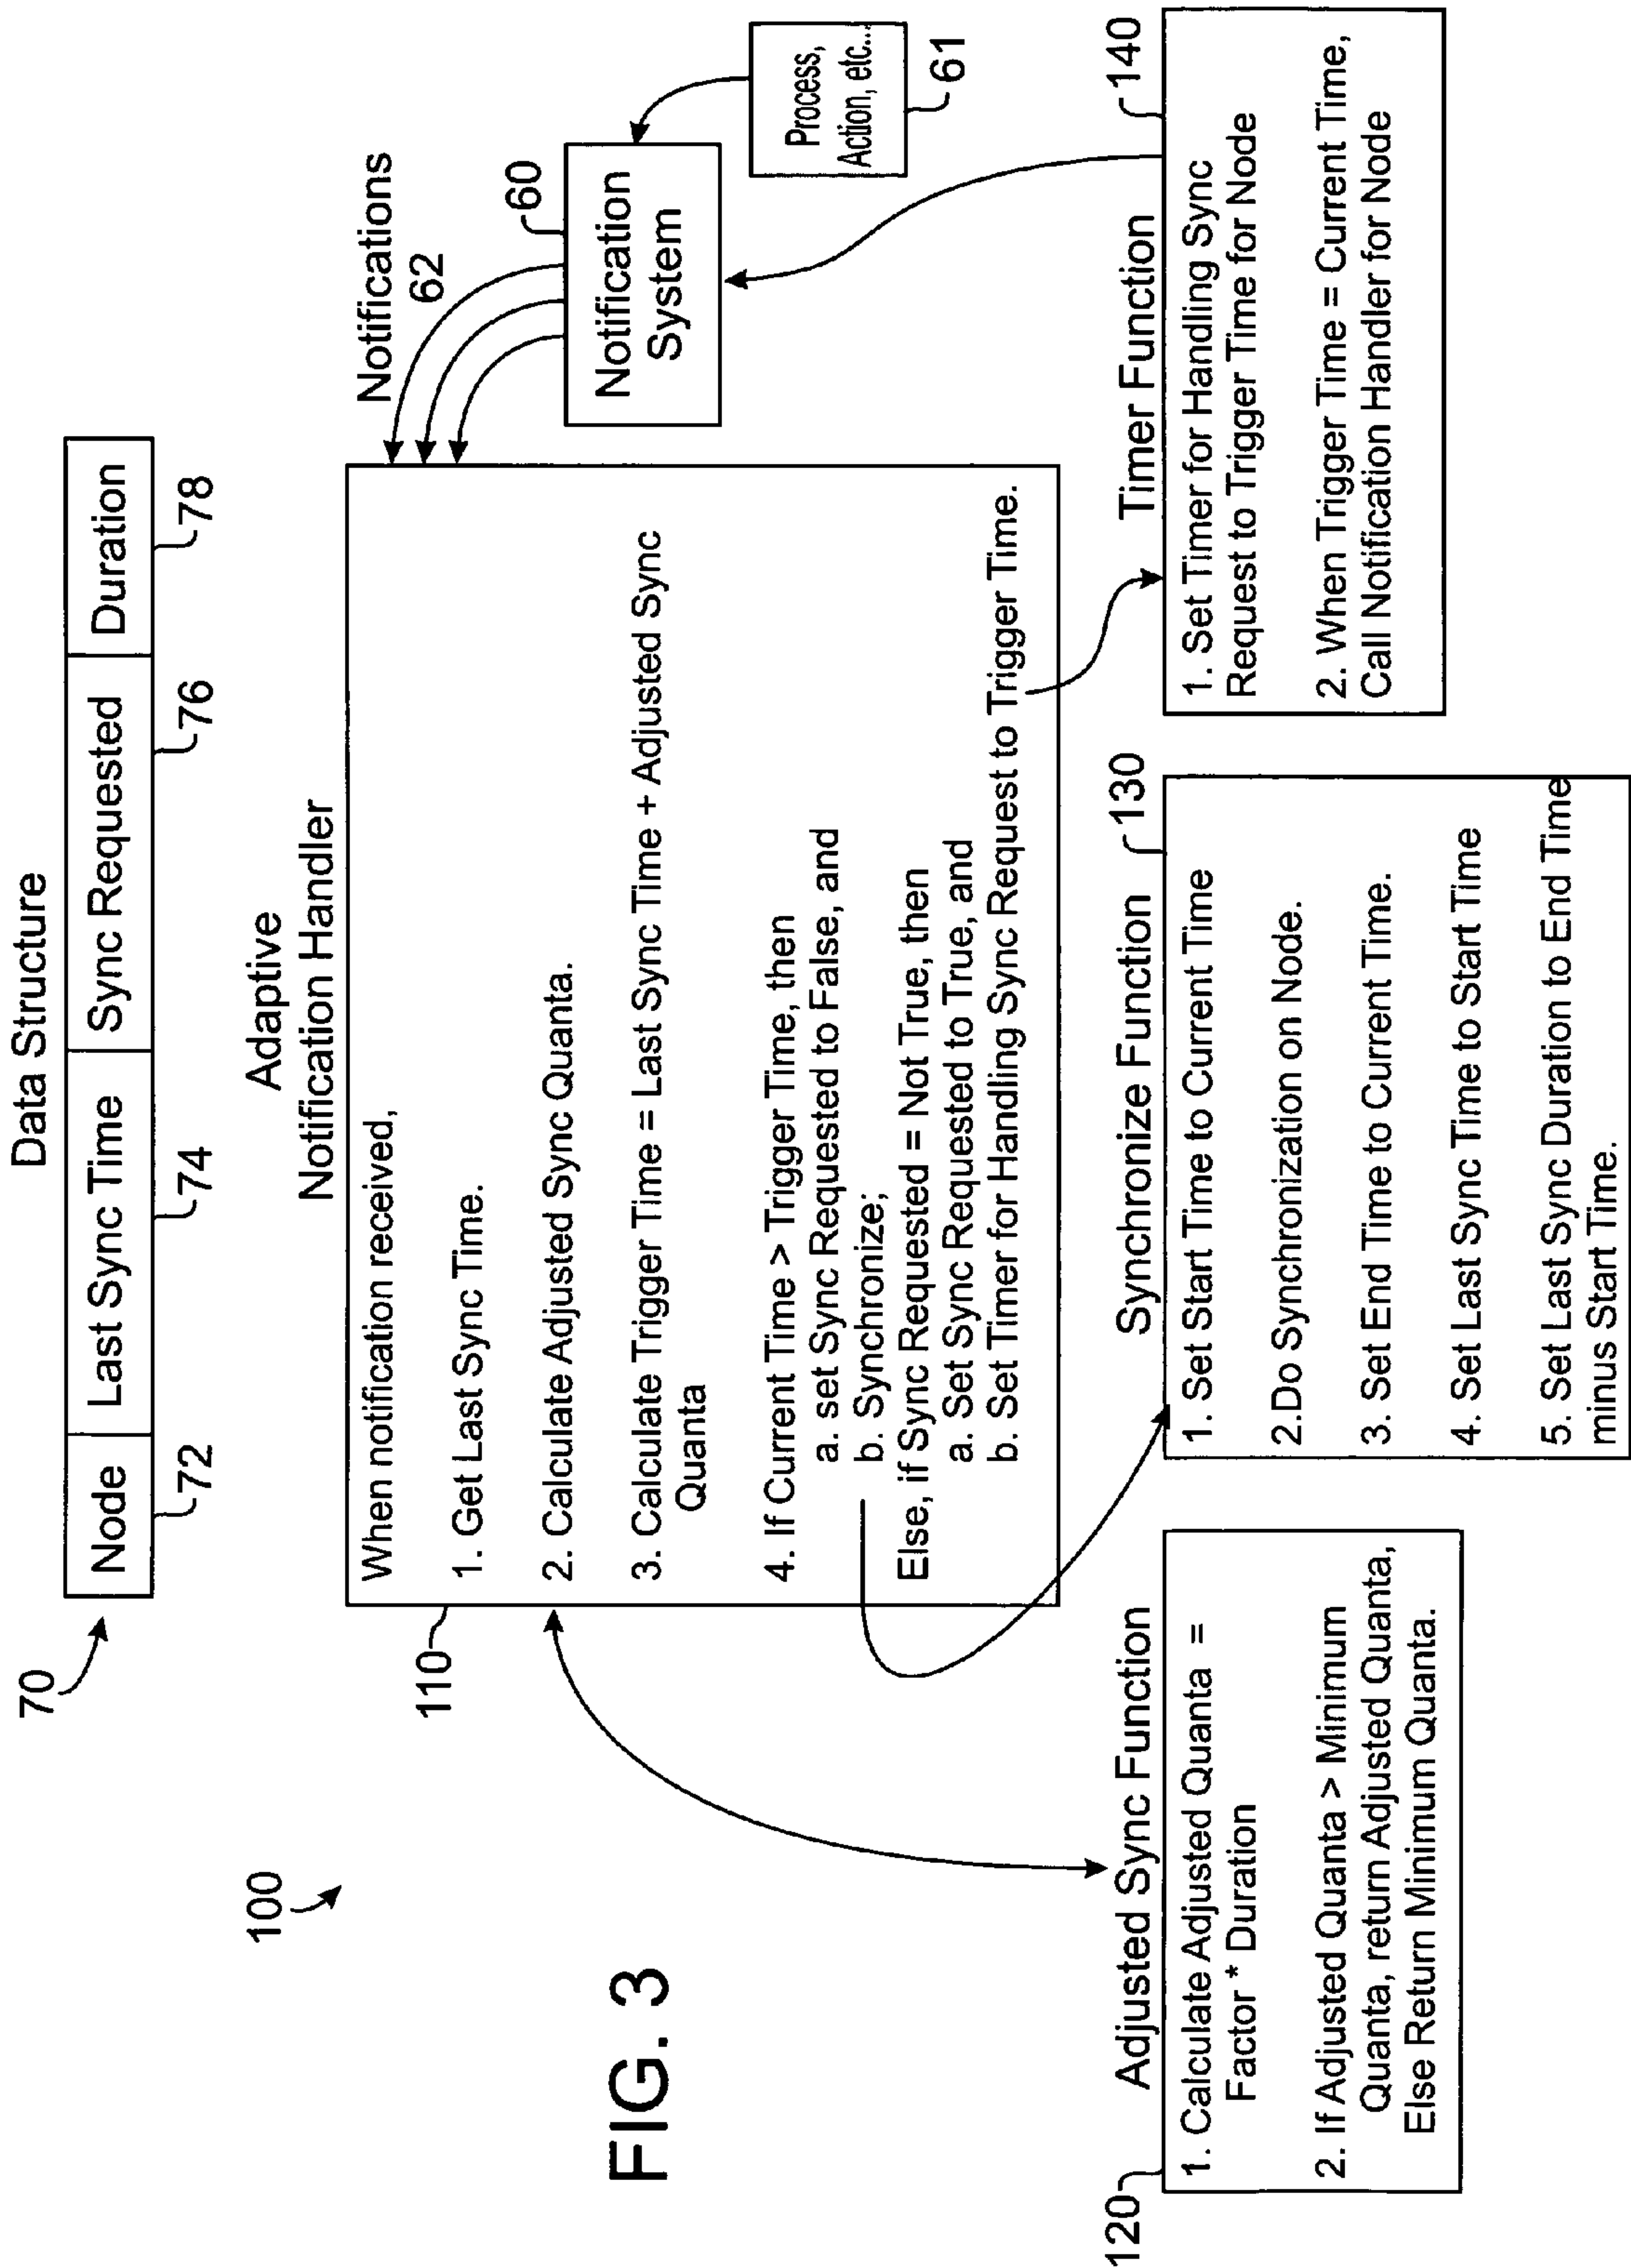 Data Structure
70
Node
Last Sync Time
Sync Requested
Duration
72
74
76
78
100
Adaptive
Notification Handler
110
When notification received,
1. Get Last Sync Time.
2. Calculate Adjusted Sync Quanta.
3. Calculate Trigger Time = Last Sync Time + Adjusted Sync
Quanta
4. If Current Time > Trigger Time, then
a. set Sync Requested to False, and
b. Synchronize;
Else, if Sync Requested = Not True, then
a. Set Sync Requested to True, and
b. Set Timer for Handling Sync Request to Trigger Time.
Notifications
62
60
Notification
System
Process,
Action, etc...
61
FIG. 3
Adjusted Sync Function
120
1. Calculate Adjusted Quanta =
Factor * Duration
2. If Adjusted Quanta > Minimum
Quanta, return Adjusted Quanta,
Else Return Minimum Quanta.
Synchronize Function
130
1. Set Start Time to Current Time
2.Do Synchronization on Node.
3. Set End Time to Current Time.
4. Set Last Sync Time to Start Time
5. Set Last Sync Duration to End Time
minus Start Time.
Timer Function
140
1. Set Timer for Handling Sync
Request to Trigger Time for Node
2. When Trigger Time = Current Time,
Call Notification Handler for Node